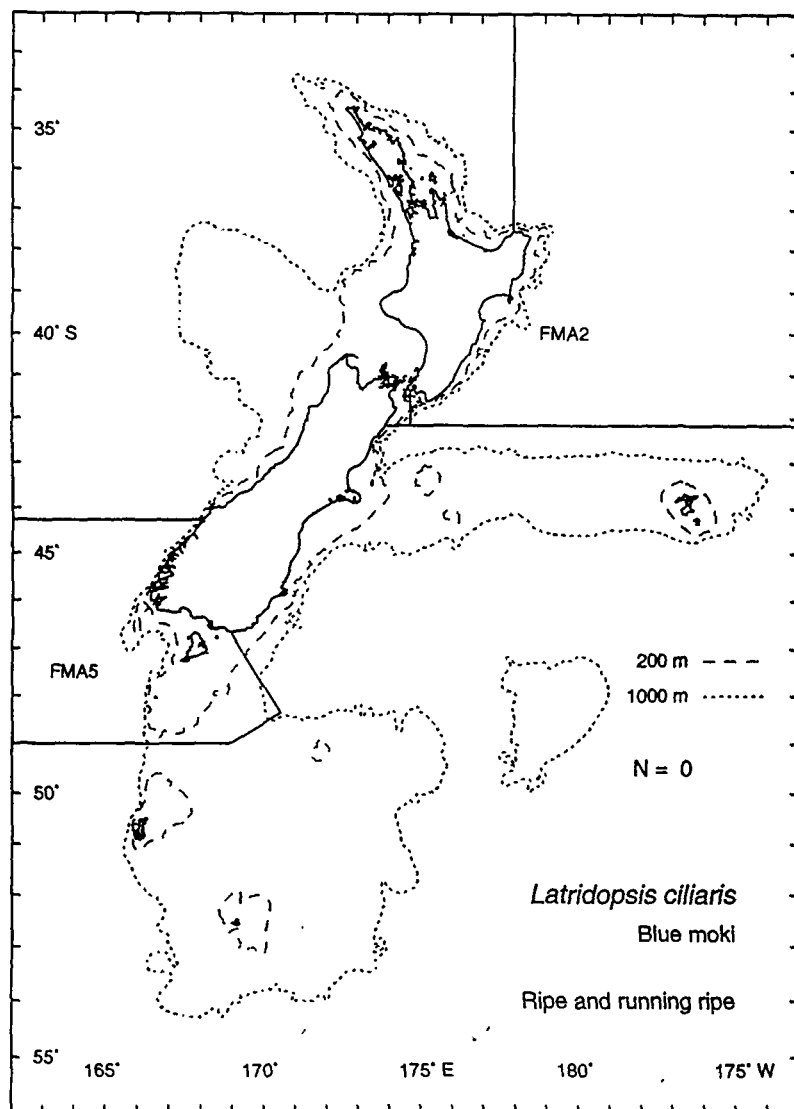 35°
40° S
FMA2
45°
FMA5
200 m
1000 m
N = 0
50°
Latridopsis ciliaris
Blue moki
Ripe and running ripe
55°
165° 170° 175° E 180° 175° W